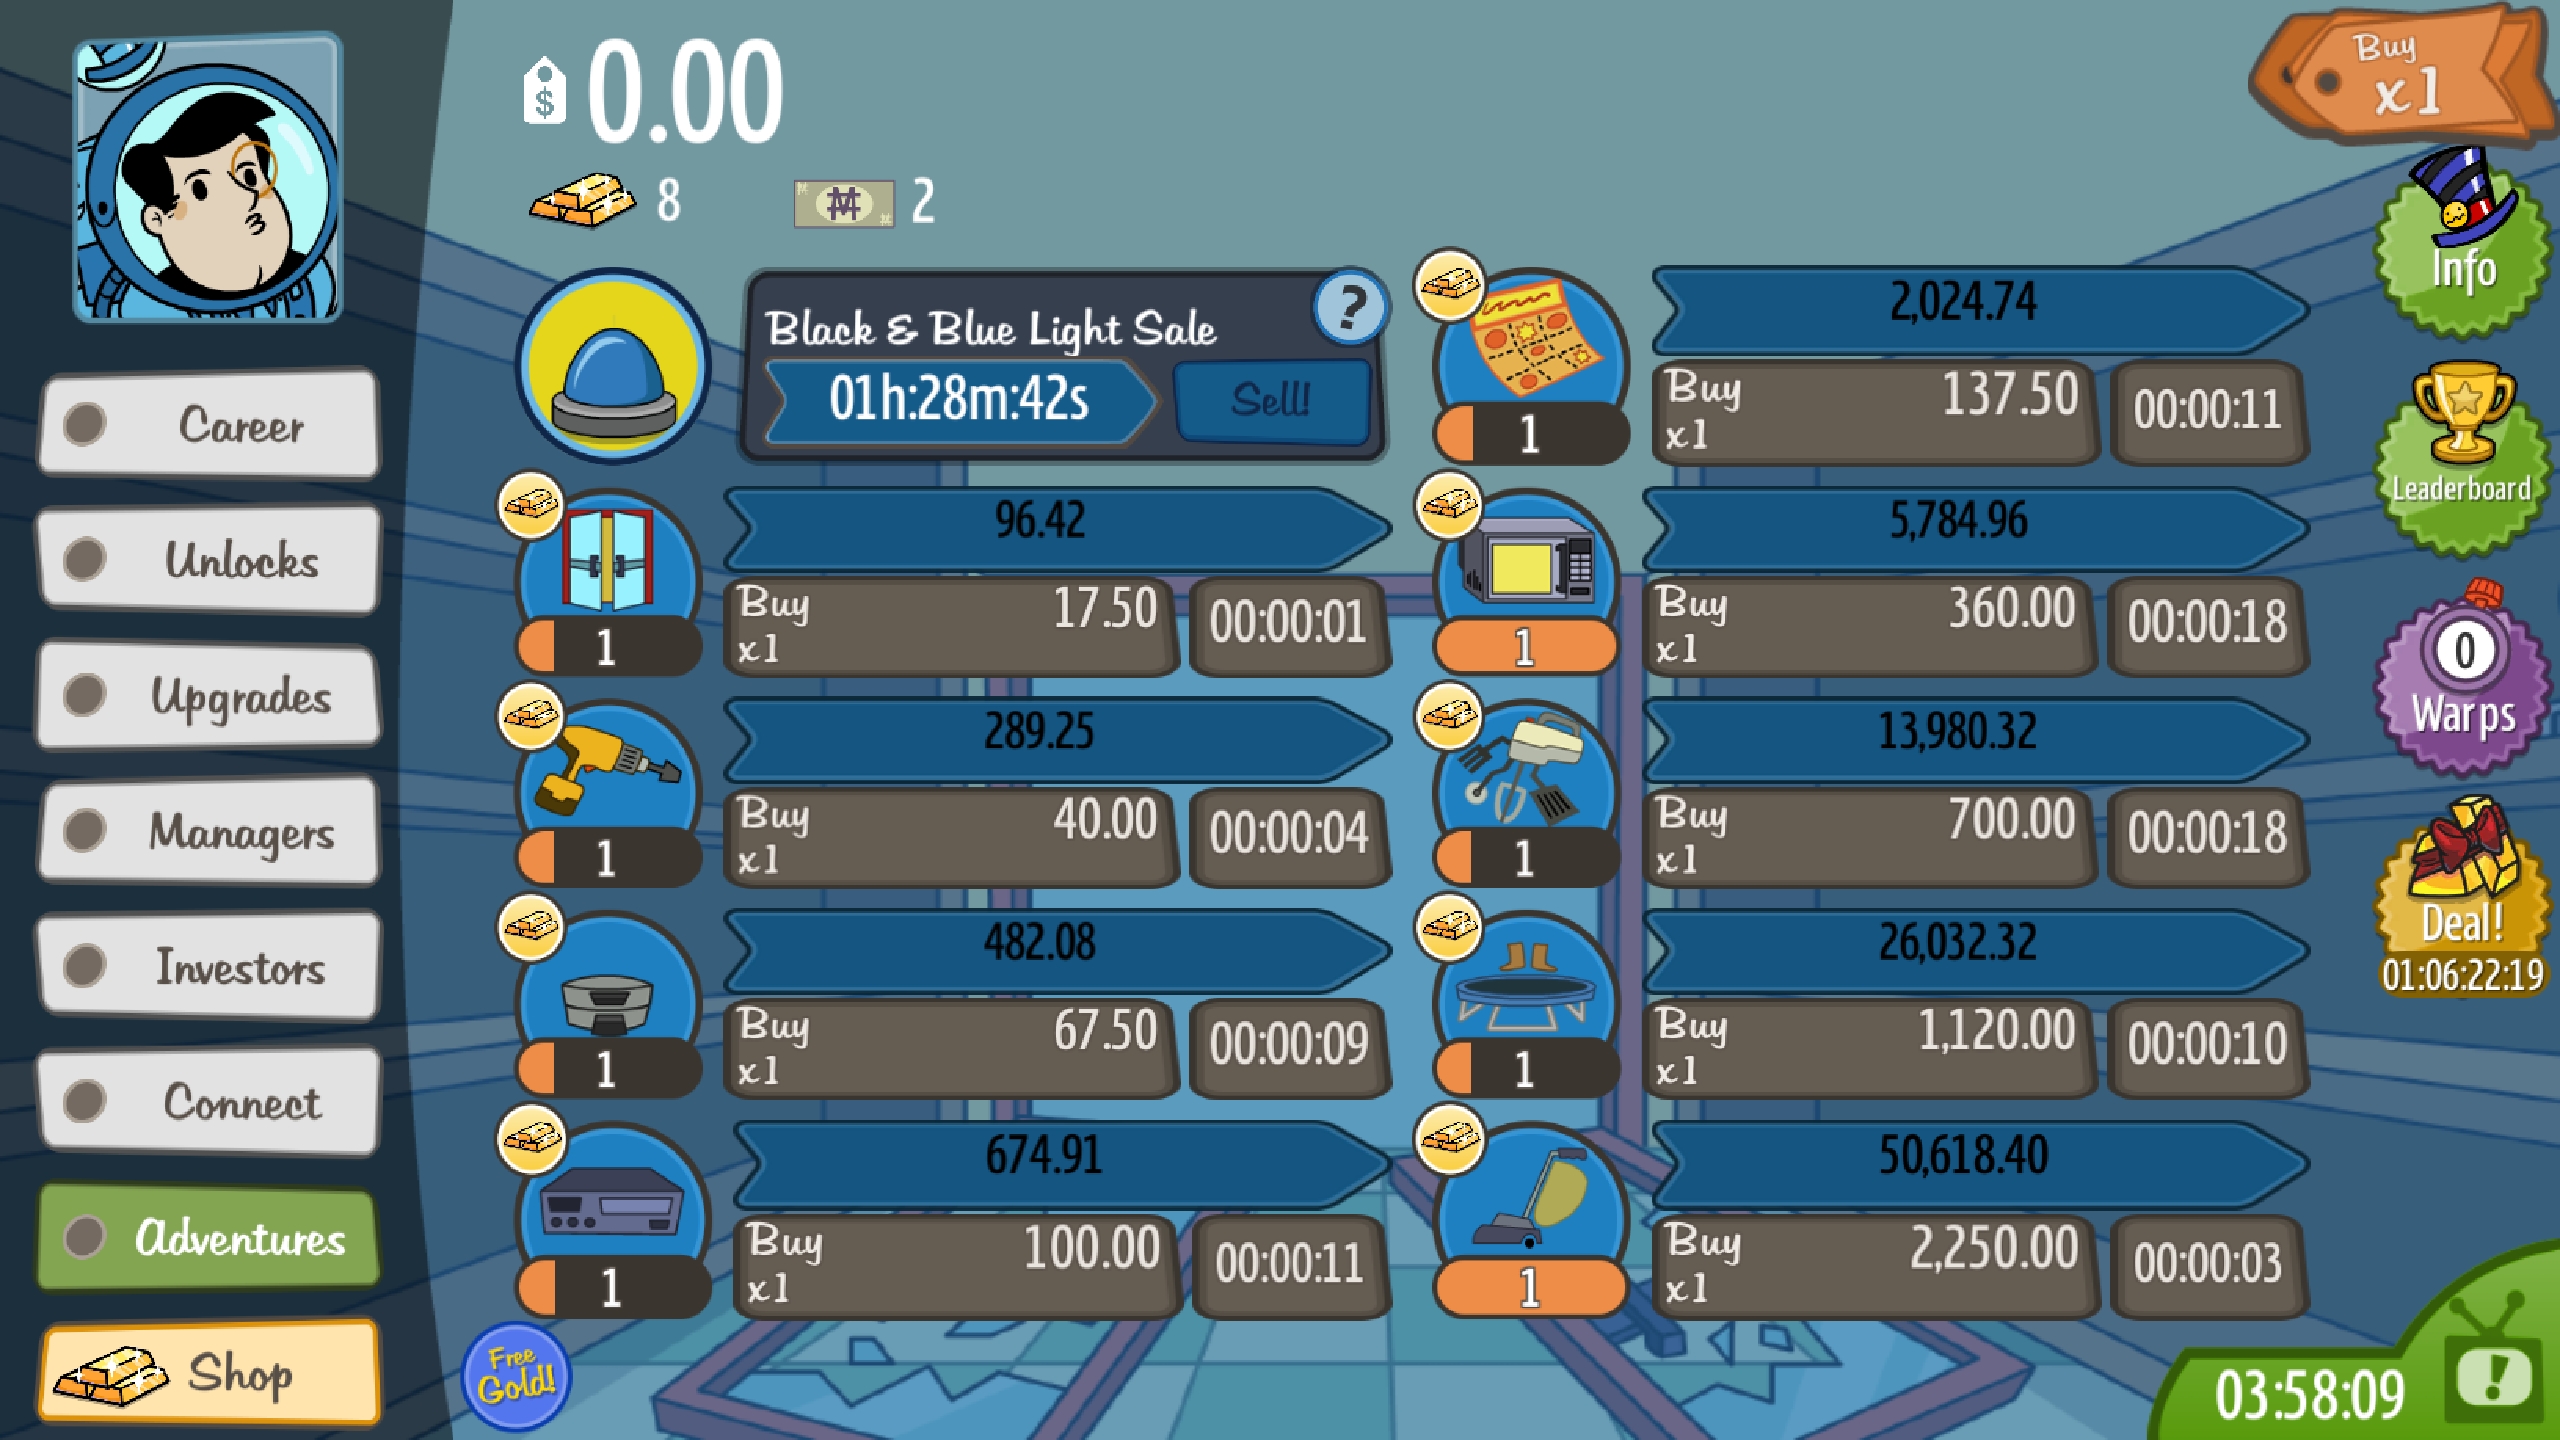 0.00
8
2
Buy
x1
Career
Unlocks
Upgrades
Managers
Investors
Connect
Adventures
Shop
Black & Blue Light Sale
?
01h:28m:42s
Sell!
1
96.42
Buy
x1
17.50
00:00:01
1
289.25
Buy
x1
40.00
00:00:04
1
482.08
Buy
x1
67.50
00:00:09
1
674.91
Buy
x1
100.00
00:00:11
1
2,024.74
Buy
x1
137.50
00:00:11
1
5,784.96
Buy
x1
360.00
00:00:18
1
13,980.32
Buy
x1
700.00
00:00:18
1
26,032.32
Buy
x1
1,120.00
00:00:10
1
50,618.40
Buy
x1
2,250.00
00:00:03
Info
Leaderboard
0
Warps
Deal!
01:06:22:19
Free
Gold!
03:58:09
!